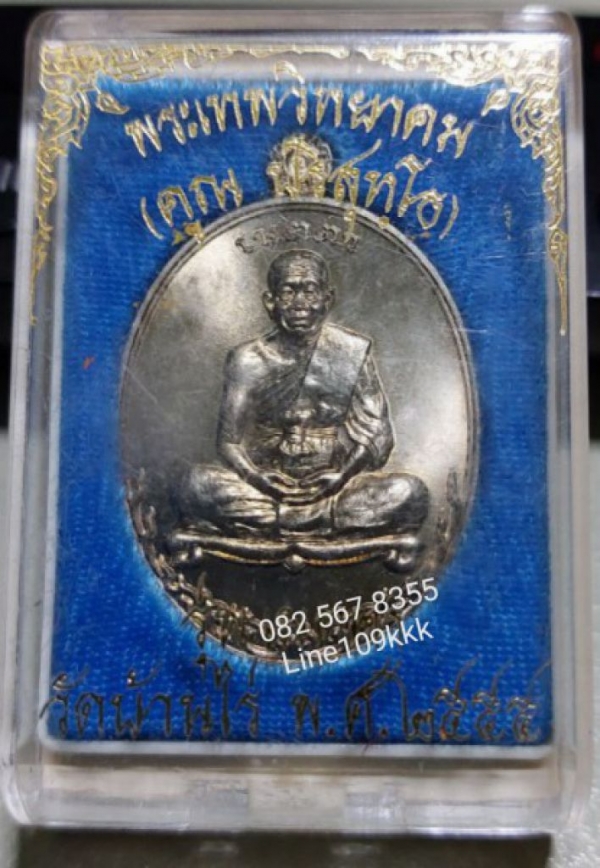 พระเทพวิทยาคม
(คูณ ปริสุทฺโธ)
082 567 8355
Line109kkk
วัดบ้านไร่ พ.ศ.๒๕๕๕